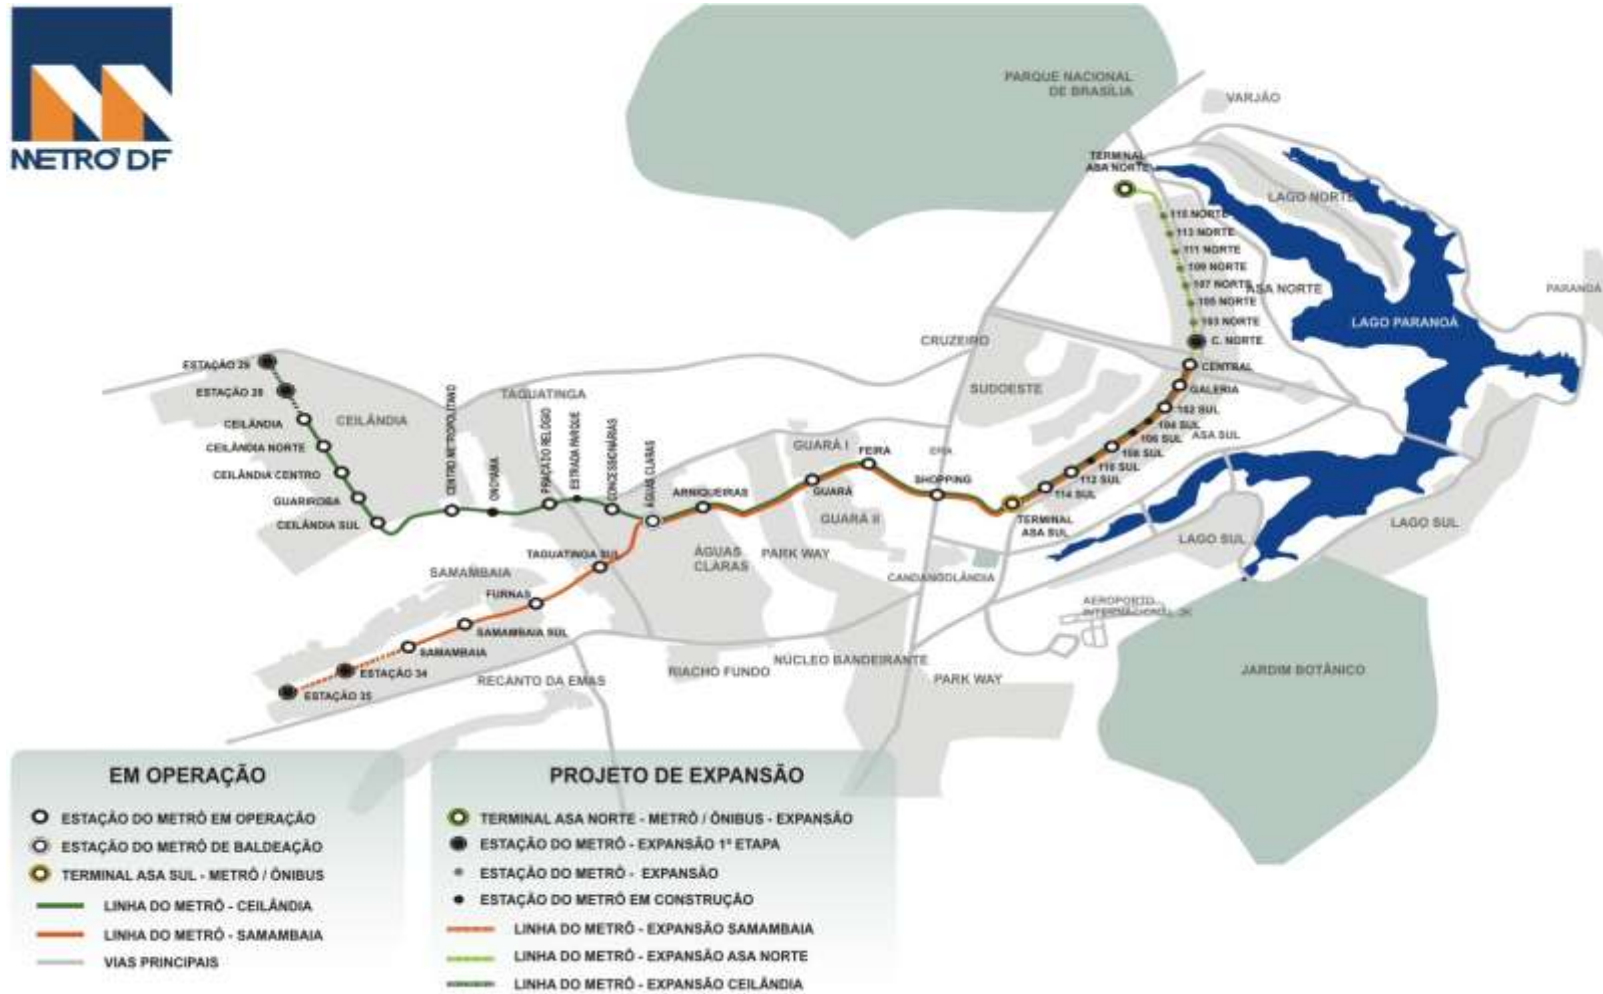 METRÔ DF
PARQUE NACIONAL
DE BRASÍLIA
VARJÃO
TERMINAL
ASA NORTE
LAGO NORTE
115 NORTE
113 NORTE
111 NORTE
109 NORTE
107 NORTE
ASA NORTE
105 NORTE
103 NORTE
PARANOÁ
LAGO PARANOÁ
C. NORTE
CRUZEIRO
CENTRAL
SUDOESTE
GALERIA
102 SUL
104 SUL
106 SUL
ASA SUL
108 SUL
110 SUL
112 SUL
114 SUL
TERMINAL
ASA SUL
ESTAÇÃO 29
ESTAÇÃO 28
CEILÂNDIA
CEILÂNDIA
CEILÂNDIA NORTE
CEILÂNDIA CENTRO
GUARIROBA
CEILÂNDIA SUL
TAGUATINGA
CENTRO METROPOLITANO
ONOYAMA
PRAÇA DO RELÓGIO
ESTRADA PARQUE
CONCESSIONÁRIAS
ÁGUAS CLARAS
ARNIQUEIRAS
GUARÁ I
FEIRA
GUARÁ
GUARÁ II
SHOPPING
LAGO SUL
LAGO SUL
TAGUATINGA SUL
ÁGUAS
CLARAS
PARK WAY
CANDANGOLÂNDIA
SAMAMBAIA
FURNAS
SAMAMBAIA SUL
SAMAMBAIA
ESTAÇÃO 34
ESTAÇÃO 35
AEROPORTO
INTERNACIONAL JK
RECANTO DA EMAS
RIACHO FUNDO
NÚCLEO BANDEIRANTE
PARK WAY
JARDIM BOTÂNICO
EM OPERAÇÃO
ESTAÇÃO DO METRÔ EM OPERAÇÃO
ESTAÇÃO DO METRÔ DE BALDEAÇÃO
TERMINAL ASA SUL - METRÔ / ÔNIBUS
LINHA DO METRÔ - CEILÂNDIA
LINHA DO METRÔ - SAMAMBAIA
VIAS PRINCIPAIS
PROJETO DE EXPANSÃO
TERMINAL ASA NORTE - METRÔ / ÔNIBUS - EXPANSÃO
ESTAÇÃO DO METRÔ - EXPANSÃO 1ª ETAPA
ESTAÇÃO DO METRÔ - EXPANSÃO
ESTAÇÃO DO METRÔ EM CONSTRUÇÃO
LINHA DO METRÔ - EXPANSÃO SAMAMBAIA
LINHA DO METRÔ - EXPANSÃO ASA NORTE
LINHA DO METRÔ - EXPANSÃO CEILÂNDIA